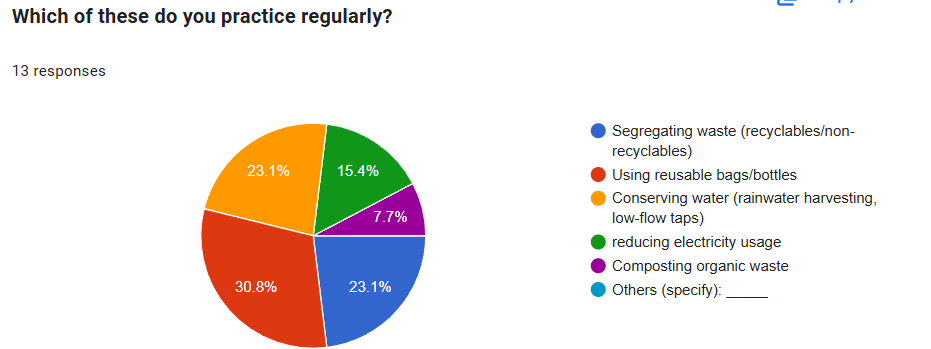 Which of these do you practice regularly?
13 responses
23.1%
15.4%
7.7%
30.8%
23.1%
Segregating waste (recyclables/non-
recyclables)
Using reusable bags/bottles
Conserving water (rainwater harvesting,
low-flow taps)
reducing electricity usage
Composting organic waste
Others (specify): _____